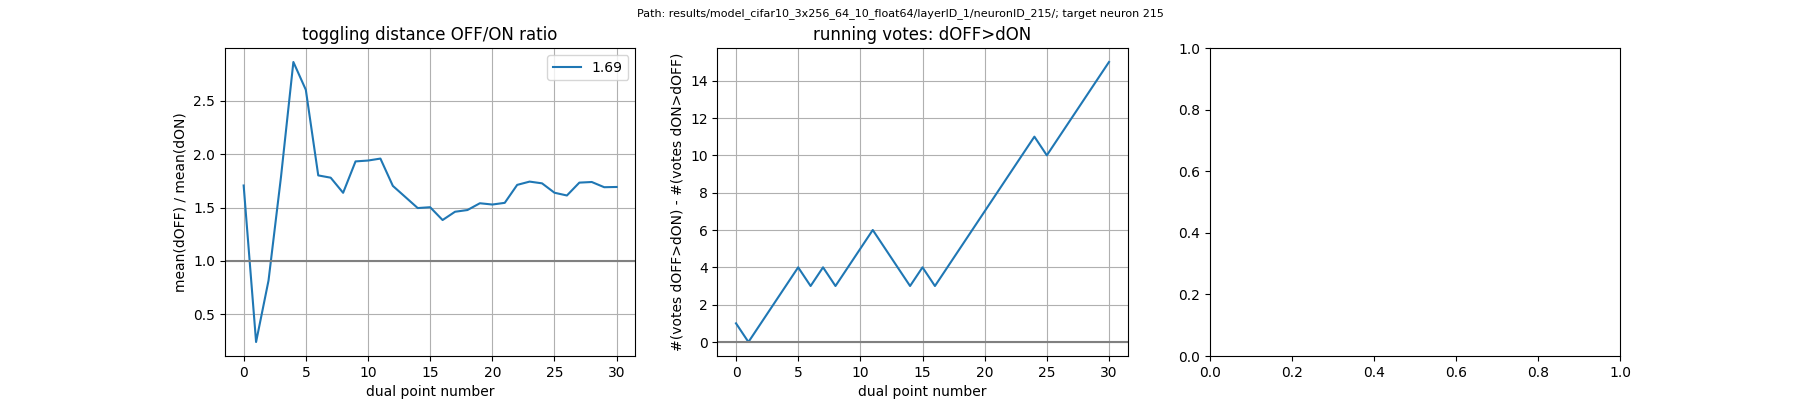 Path: results/model_cifar10_3x256_64_10_float64/layerID_1/neuronID_215/; target neuron 215
toggling distance OFF/ON ratio
mean(dOFF) / mean(dON)
2.5
2.0
1.5
1.0
0.5
1.69
0 5 10 15 20 25 30
dual point number
running votes: dOFF>dON
#(votes dOFF>dON) - #(votes dON>dOFF)
14
12
10
8
6
4
2
0
0 5 10 15 20 25 30
dual point number
1.0
0.8
0.6
0.4
0.2
0.0
0.0 0.2 0.4 0.6 0.8 1.0